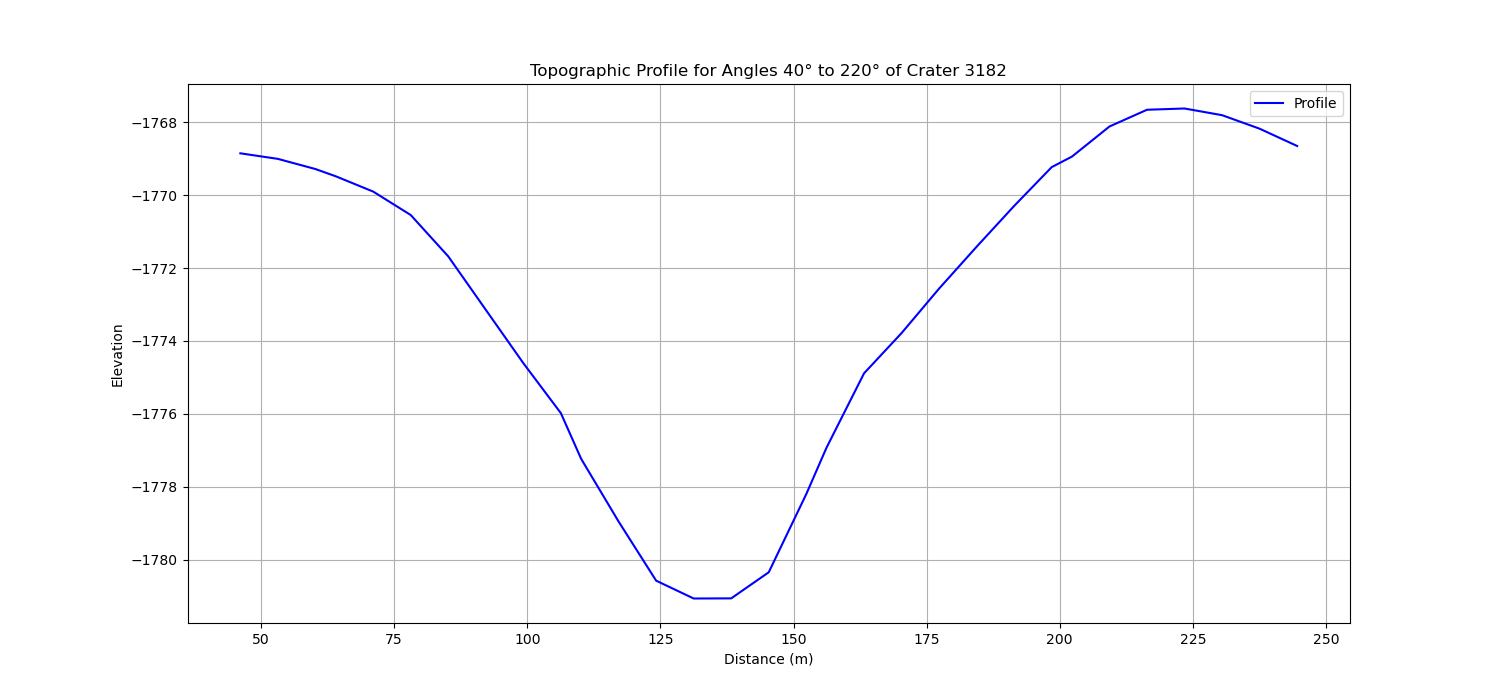 Topographic Profile for Angles 40° to 220° of Crater 3182
Profile
−1768
−1770
−1772
−1774
−1776
−1778
−1780
Elevation
50 75 100 125 150 175 200 225 250
Distance (m)